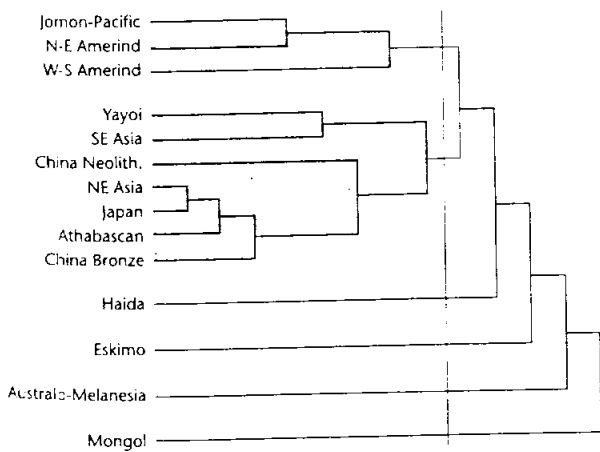 Jomon-Pacific
N-E Amerind
W-S Amerind
Yayoi
SE Asia
China Neolith.
NE Asia
Japan
Athabascan
China Bronze
Haida
Eskimo
Australo-Melanesia
Mongol